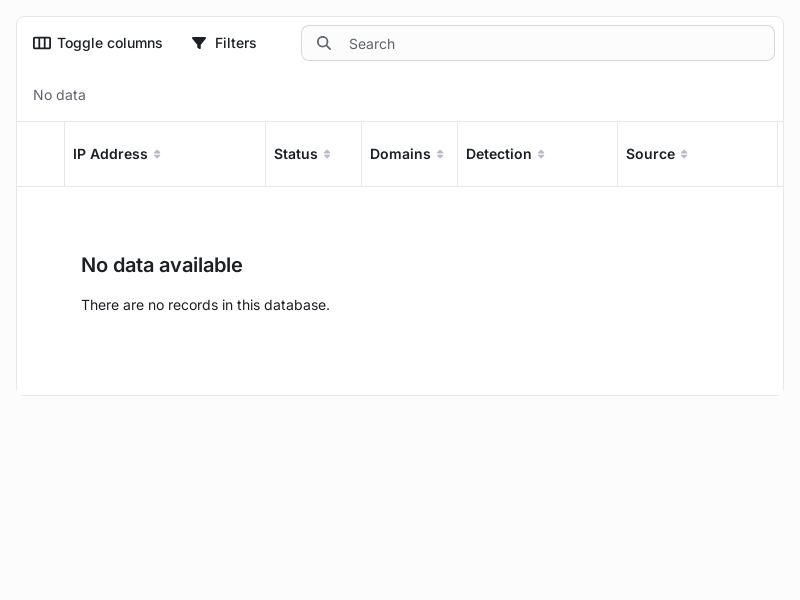 Toggle columns Filters Search
No data
IP Address Status Domains Detection Source
No data available
There are no records in this database.